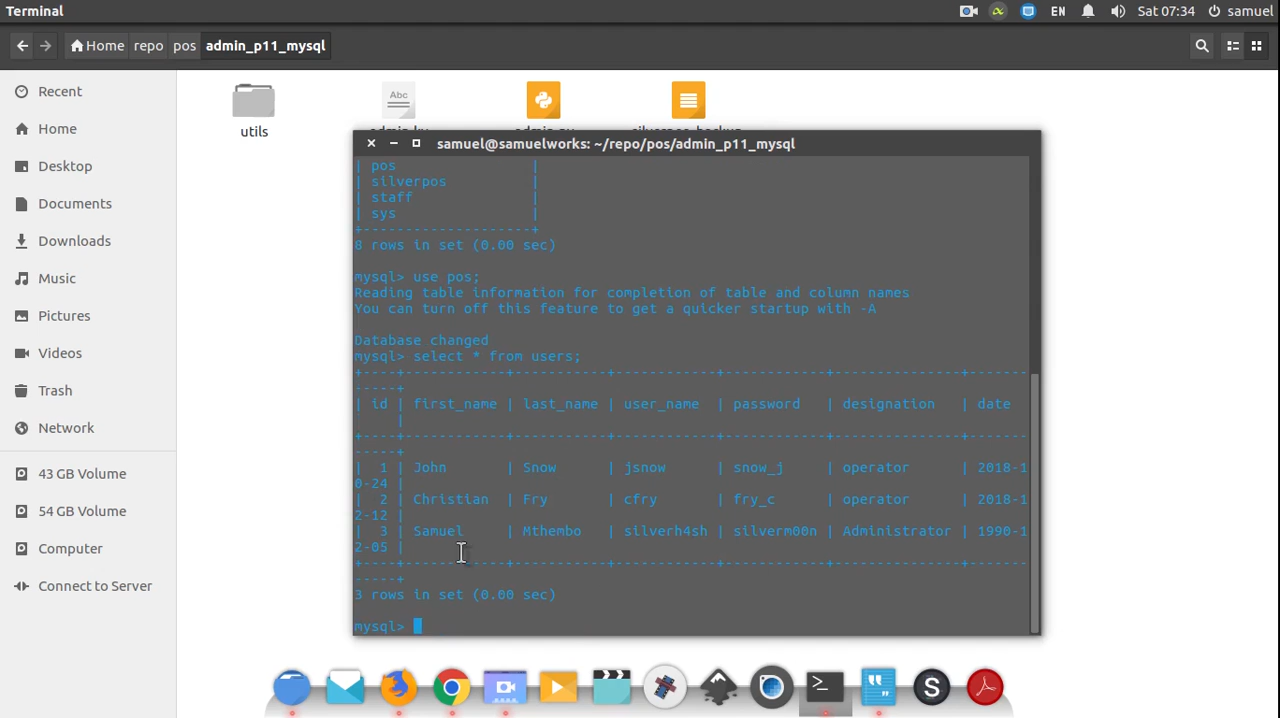 Terminal
EN
Sat 07:34
samuel
Home
repo
pos
admin_p11_mysql
Recent
Home
Desktop
Documents
Downloads
Music
Pictures
Videos
Trash
Network
43 GB Volume
54 GB Volume
Computer
Connect to Server
Abc
utils
samuel@samuelworks: ~/repo/pos/admin_p11_mysql
| pos                |
| silverpos          |
| staff              |
| sys                |
+--------------------+
8 rows in set (0.00 sec)
mysql> use pos;
Reading table information for completion of table and column names
You can turn off this feature to get a quicker startup with -A
Database changed
mysql> select * from users;
+----+------------+-----------+------------+-----------+---------------+-------
-----+
| id | first_name | last_name | user_name  | password  | designation   | date
     |
+----+------------+-----------+------------+-----------+---------------+-------
-----+
|  1 | John       | Snow      | jsnow      | snow_j    | operator      | 2018-1
0-24 |
|  2 | Christian  | Fry       | cfry       | fry_c     | operator      | 2018-1
2-12 |
|  3 | Samuel     | Mthembo   | silverh4sh | silverm00n | Administrator | 1990-1
2-05 |
+----+------------+-----------+------------+-----------+---------------+-------
-----+
3 rows in set (0.00 sec)
mysql>
S